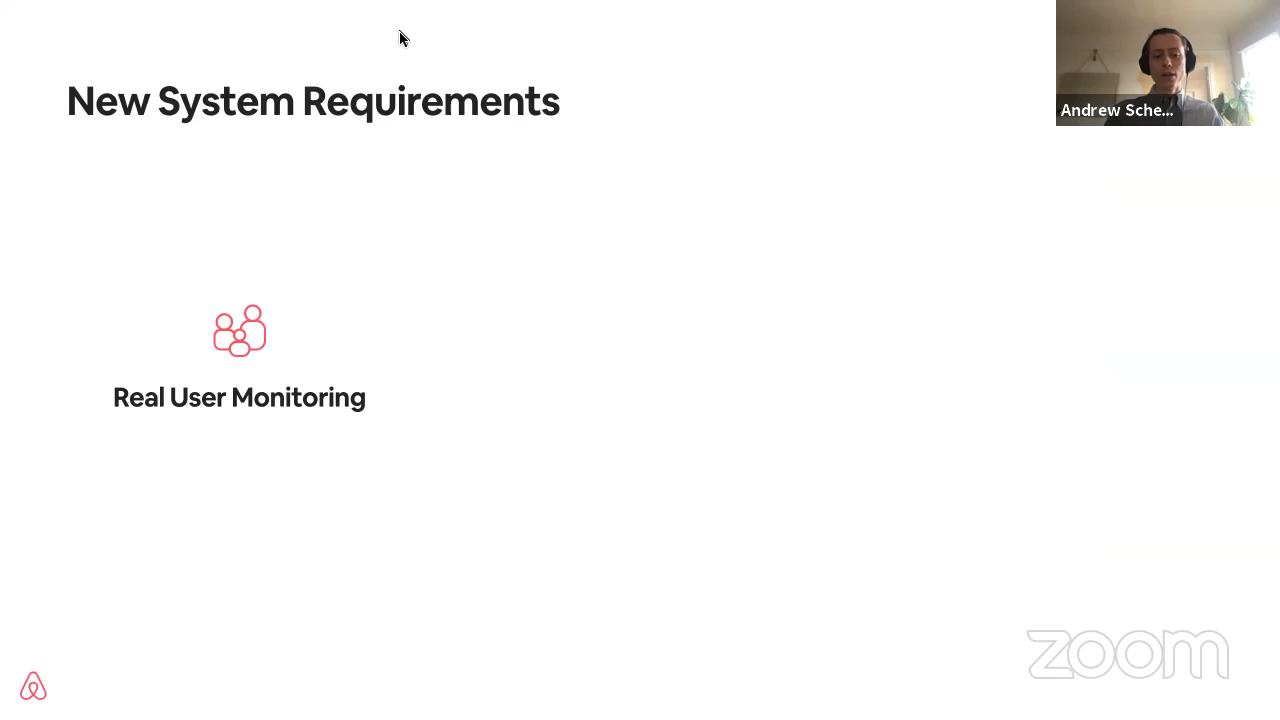 New System Requirements
Andrew Sche...
Real User Monitoring
zoom